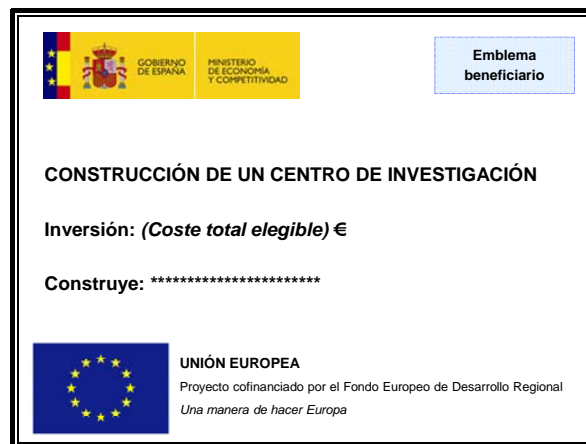 GOBIERNO
DE ESPAÑA
MINISTERIO
DE ECONOMÍA
Y COMPETITIVIDAD
Emblema
beneficiario
CONSTRUCCIÓN DE UN CENTRO DE INVESTIGACIÓN
Inversión: (Coste total elegible) €
Construye: ***********************
UNIÓN EUROPEA
Proyecto cofinanciado por el Fondo Europeo de Desarrollo Regional
Una manera de hacer Europa